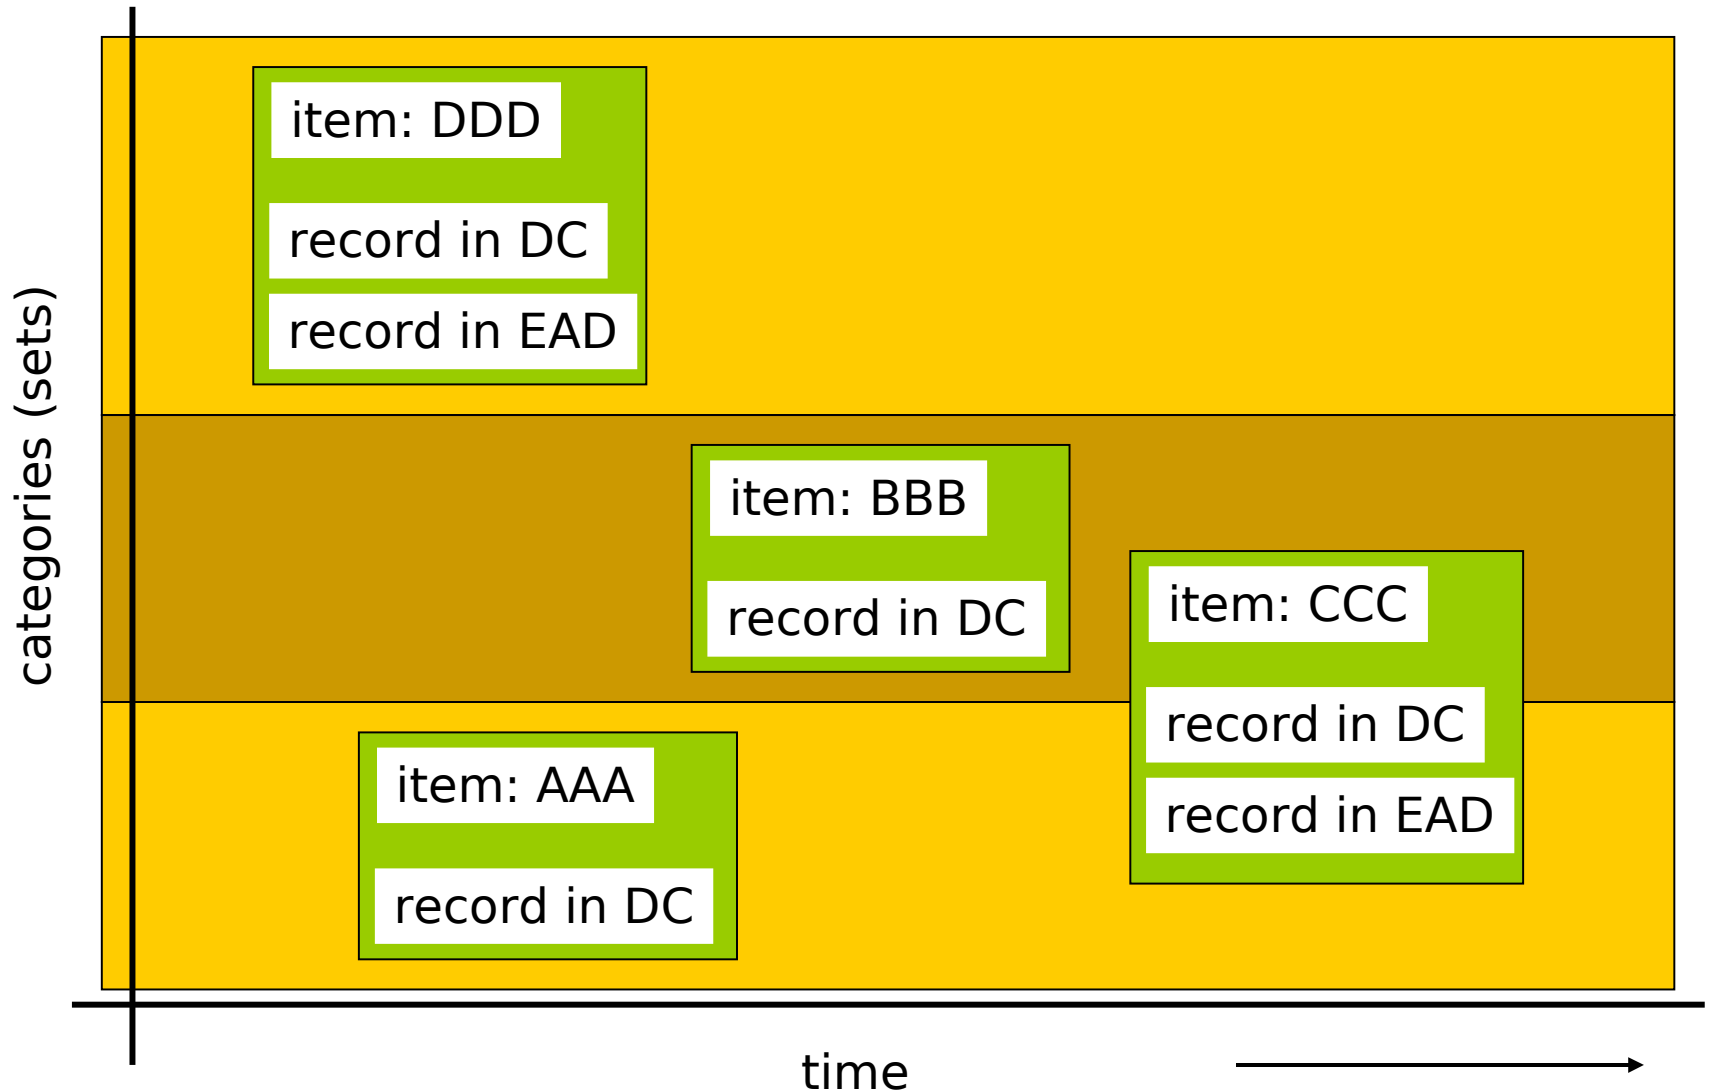 item: DDD
record in DC
record in EAD
categories (sets)
item: BBB
record in DC
item: CCC
record in DC
record in EAD
item: AAA
record in DC
time